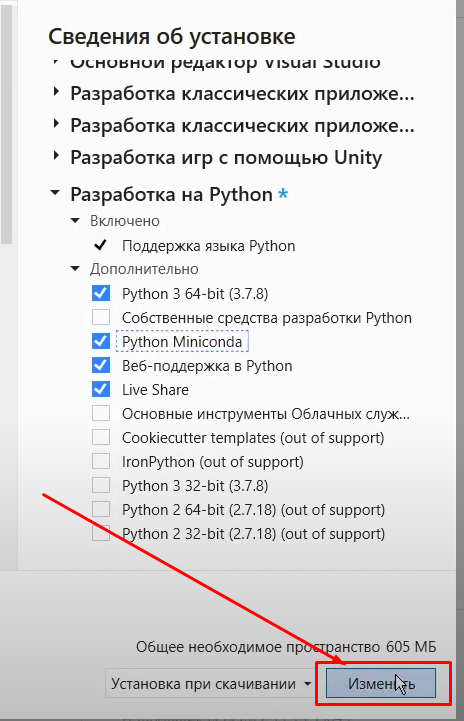 Сведения об установке
Основной редактор Visual Studio
Разработка классических приложе...
Разработка классических приложе...
Разработка игр с помощью Unity
Разработка на Python *
Включено
Поддержка языка Python
Дополнительно
Python 3 64-bit (3.7.8)
Собственные средства разработки Python
Python Miniconda
Веб-поддержка в Python
Live Share
Основные инструменты Облачных служ...
Cookiecutter templates (out of support)
IronPython (out of support)
Python 3 32-bit (3.7.8)
Python 2 64-bit (2.7.18) (out of support)
Python 2 32-bit (2.7.18) (out of support)
Общее необходимое пространство 605 МБ
Установка при скачивании
Изменить